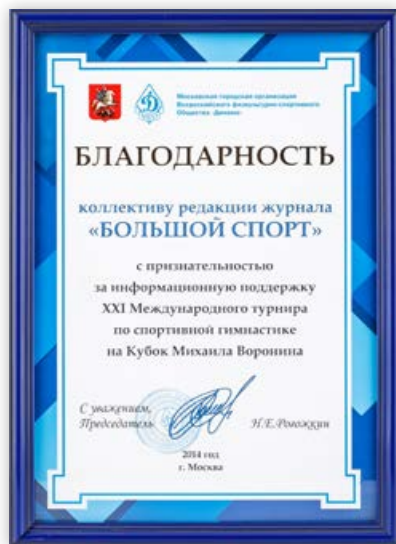 Московская городская организация
Всероссийского физкультурно-спортивного
Общества «Динамо»
БЛАГОДАРНОСТЬ
коллективу редакции журнала
«БОЛЬШОЙ СПОРТ»
с признательностью
за информационную поддержку
XXI Международного турнира
по спортивной гимнастике
на Кубок Михаила Воронина
С уважением,
Председатель Н.Е.Рогожкин
2014 год
г. Москва